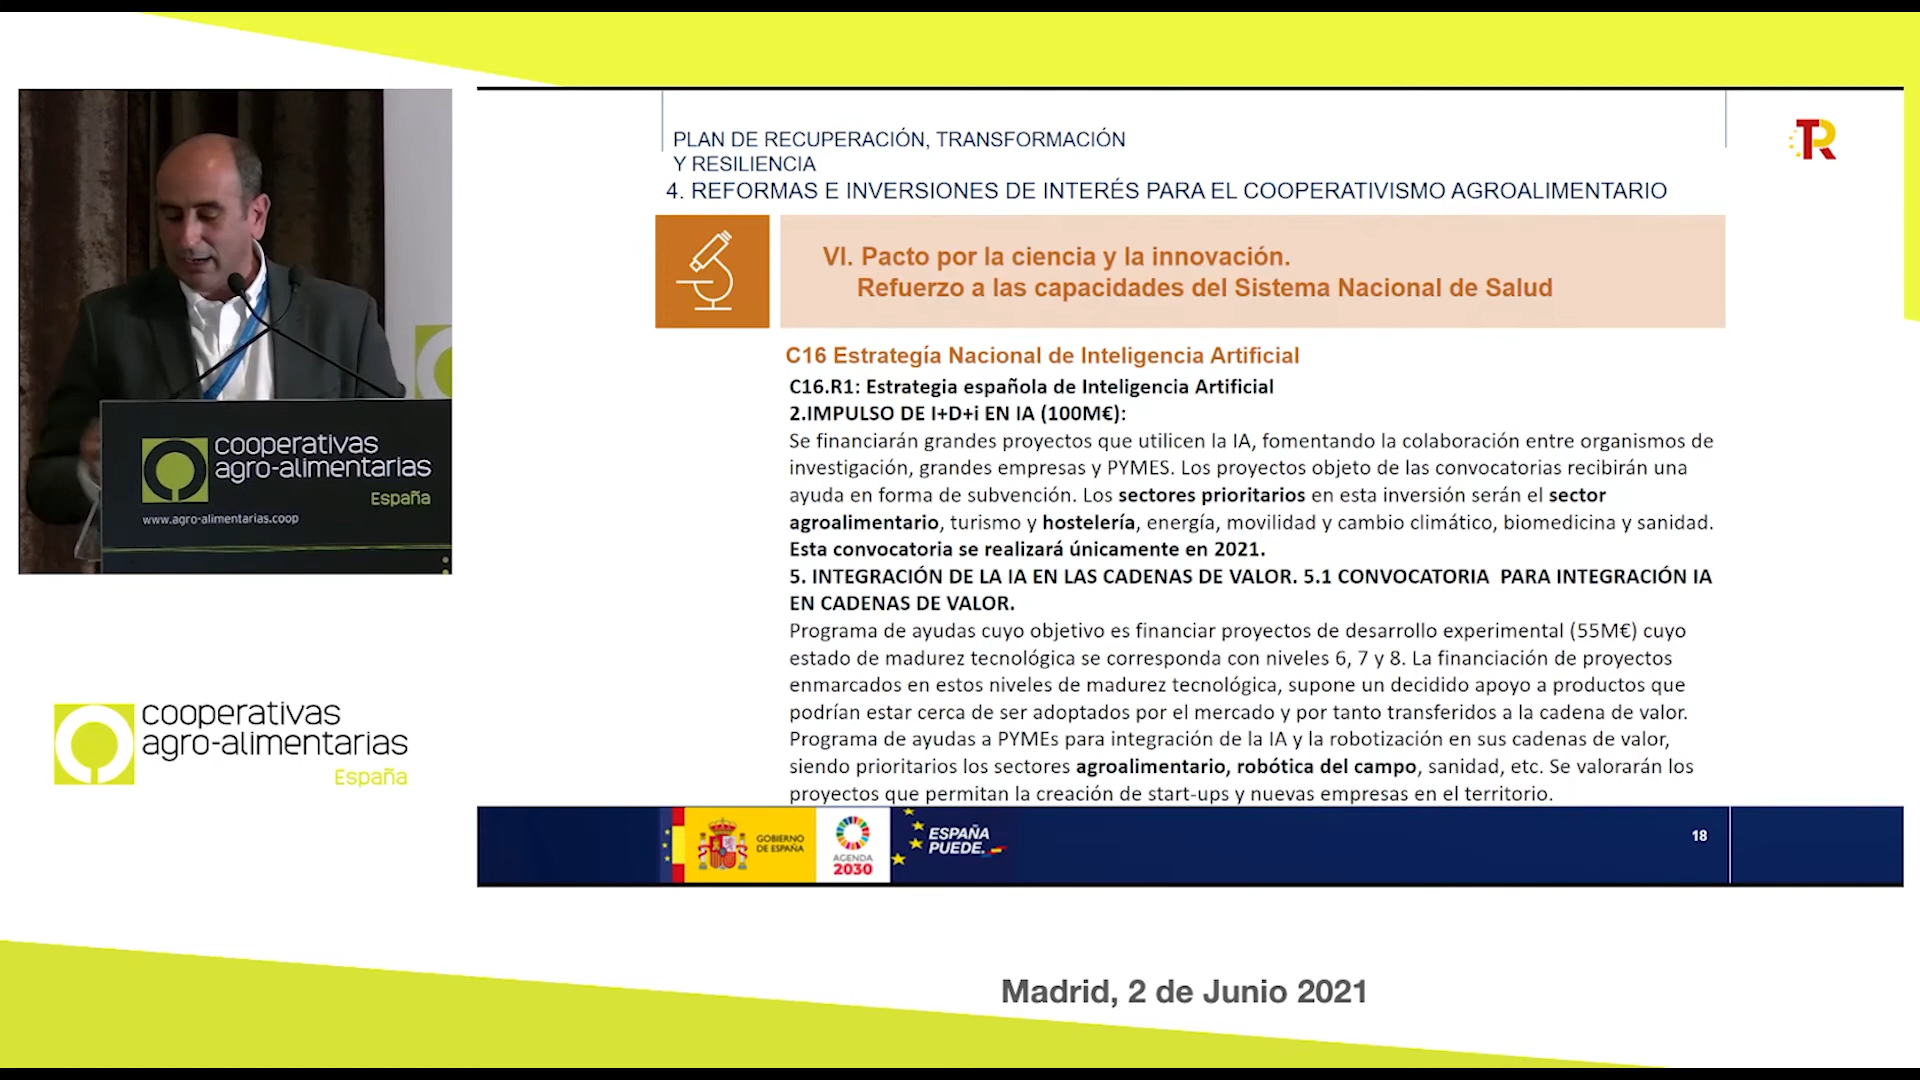 PLAN DE RECUPERACIÓN, TRANSFORMACIÓN
Y RESILIENCIA
4. REFORMAS E INVERSIONES DE INTERÉS PARA EL COOPERATIVISMO AGROALIMENTARIO
TR
VI. Pacto por la ciencia y la innovación.
Refuerzo a las capacidades del Sistema Nacional de Salud
C16 Estrategía Nacional de Inteligencia Artificial
C16.R1: Estrategia española de Inteligencia Artificial
2.IMPULSO DE I+D+i EN IA (100M€):
Se financiarán grandes proyectos que utilicen la IA, fomentando la colaboración entre organismos de
investigación, grandes empresas y PYMES. Los proyectos objeto de las convocatorias recibirán una
ayuda en forma de subvención. Los sectores prioritarios en esta inversión serán el sector
agroalimentario, turismo y hostelería, energía, movilidad y cambio climático, biomedicina y sanidad.
Esta convocatoria se realizará únicamente en 2021.
5. INTEGRACIÓN DE LA IA EN LAS CADENAS DE VALOR. 5.1 CONVOCATORIA PARA INTEGRACIÓN IA
EN CADENAS DE VALOR.
Programa de ayudas cuyo objetivo es financiar proyectos de desarrollo experimental (55M€) cuyo
estado de madurez tecnológica se corresponda con niveles 6, 7 y 8. La financiación de proyectos
enmarcados en estos niveles de madurez tecnológica, supone un decidido apoyo a productos que
podrían estar cerca de ser adoptados por el mercado y por tanto transferidos a la cadena de valor.
Programa de ayudas a PYMEs para integración de la IA y la robotización en sus cadenas de valor,
siendo prioritarios los sectores agroalimentario, robótica del campo, sanidad, etc. Se valorarán los
proyectos que permitan la creación de start-ups y nuevas empresas en el territorio.
GOBIERNO
DE ESPAÑA
AGENDA
2030
ESPAÑA
PUEDE.
18
cooperativas
agro-alimentarias
España
www.agro-alimentarias.coop
cooperativas
agro-alimentarias
España
Madrid, 2 de Junio 2021